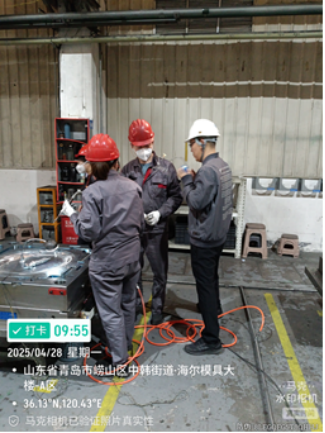 打卡 09:55
2025/04/28 星期一
山东省青岛市崂山区中韩街道·海尔模具大
楼-A区
36.13°N,120.43°E
马克相机已验证照片真实性
马克
水印相机